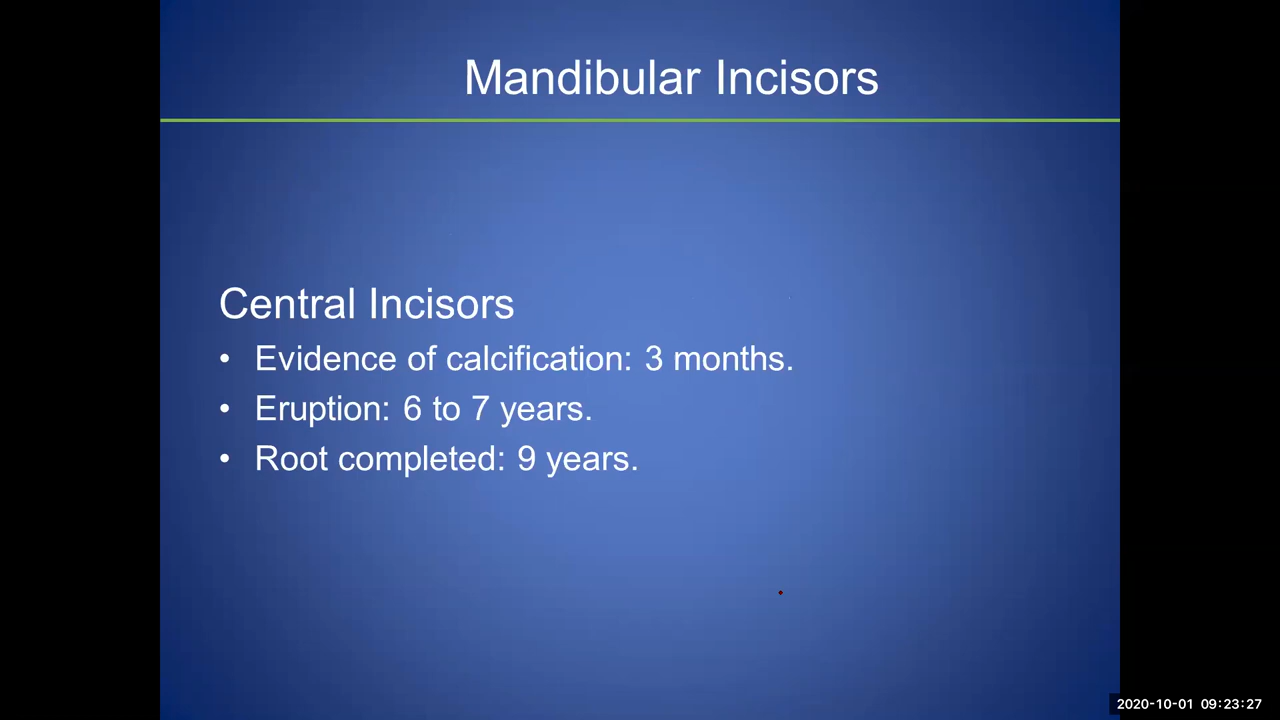 Mandibular Incisors
Central Incisors
• Evidence of calcification: 3 months.
• Eruption: 6 to 7 years.
• Root completed: 9 years.
2020-10-01 09:23:27